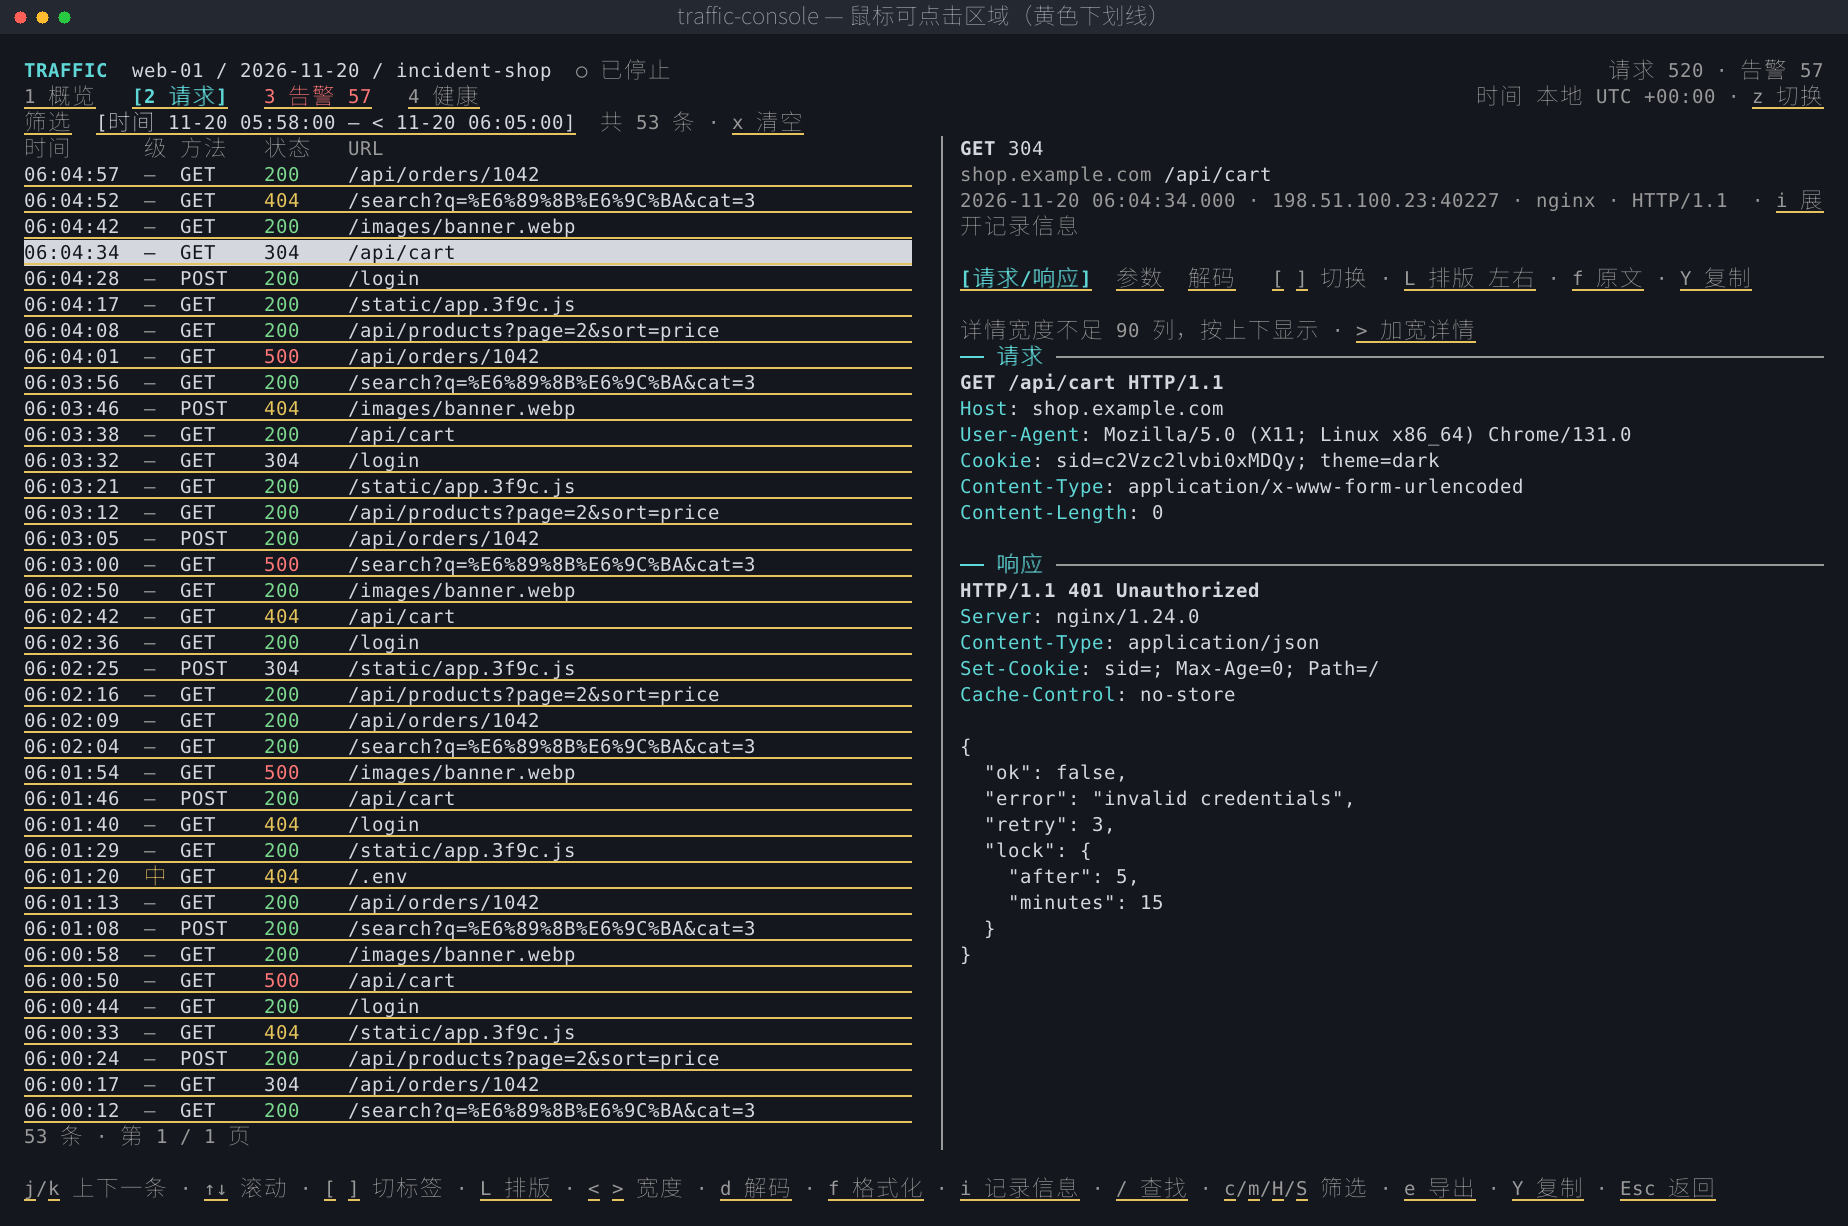 traffic-console — 鼠标可点击区域（黄色下划线）
TRAFFIC web-01 / 2026-11-20 / incident-shop ○ 已停止 请求 520 · 告警 57
1 概览 [2 请求] 3 告警 57 4 健康 时间 本地 UTC +00:00 · z 切换
筛选 [时间 11-20 05:58:00 — < 11-20 06:05:00] 共 53 条 · x 清空
时间 级 方法 状态 URL
06:04:57 — GET 200 /api/orders/1042
06:04:52 — GET 404 /search?q=%E6%89%8B%E6%9C%BA&cat=3
06:04:42 — GET 200 /images/banner.webp
06:04:34 — GET 304 /api/cart
06:04:28 — POST 200 /login
06:04:17 — GET 200 /static/app.3f9c.js
06:04:08 — GET 200 /api/products?page=2&sort=price
06:04:01 — GET 500 /api/orders/1042
06:03:56 — GET 200 /search?q=%E6%89%8B%E6%9C%BA&cat=3
06:03:46 — POST 404 /images/banner.webp
06:03:38 — GET 200 /api/cart
06:03:32 — GET 304 /login
06:03:21 — GET 200 /static/app.3f9c.js
06:03:12 — GET 200 /api/products?page=2&sort=price
06:03:05 — POST 200 /api/orders/1042
06:03:00 — GET 500 /search?q=%E6%89%8B%E6%9C%BA&cat=3
06:02:50 — GET 200 /images/banner.webp
06:02:42 — GET 404 /api/cart
06:02:36 — GET 200 /login
06:02:25 — POST 304 /static/app.3f9c.js
06:02:16 — GET 200 /api/products?page=2&sort=price
06:02:09 — GET 200 /api/orders/1042
06:02:04 — GET 200 /search?q=%E6%89%8B%E6%9C%BA&cat=3
06:01:54 — GET 500 /images/banner.webp
06:01:46 — POST 200 /api/cart
06:01:40 — GET 404 /login
06:01:29 — GET 200 /static/app.3f9c.js
06:01:20 中 GET 404 /.env
06:01:13 — GET 200 /api/orders/1042
06:01:08 — POST 200 /search?q=%E6%89%8B%E6%9C%BA&cat=3
06:00:58 — GET 200 /images/banner.webp
06:00:50 — GET 500 /api/cart
06:00:44 — GET 200 /login
06:00:33 — GET 404 /static/app.3f9c.js
06:00:24 — POST 200 /api/products?page=2&sort=price
06:00:17 — GET 304 /api/orders/1042
06:00:12 — GET 200 /search?q=%E6%89%8B%E6%9C%BA&cat=3
53 条 · 第 1 / 1 页
GET 304
shop.example.com /api/cart
2026-11-20 06:04:34.000 · 198.51.100.23:40227 · nginx · HTTP/1.1 · i 展
开记录信息
[请求/响应] 参数 解码 [ ] 切换 · L 排版 左右 · f 原文 · Y 复制
详情宽度不足 90 列，按上下显示 · > 加宽详情
— 请求
GET /api/cart HTTP/1.1
Host: shop.example.com
User-Agent: Mozilla/5.0 (X11; Linux x86_64) Chrome/131.0
Cookie: sid=c2Vzc2lvbi0xMDQy; theme=dark
Content-Type: application/x-www-form-urlencoded
Content-Length: 0
— 响应
HTTP/1.1 401 Unauthorized
Server: nginx/1.24.0
Content-Type: application/json
Set-Cookie: sid=; Max-Age=0; Path=/
Cache-Control: no-store
{
"ok": false,
"error": "invalid credentials",
"retry": 3,
"lock": {
"after": 5,
"minutes": 15
}
}
j/k 上下一条 · ↑↓ 滚动 · [ ] 切标签 · L 排版 · < > 宽度 · d 解码 · f 格式化 · i 记录信息 · / 查找 · c/m/H/S 筛选 · e 导出 · Y 复制 · Esc 返回